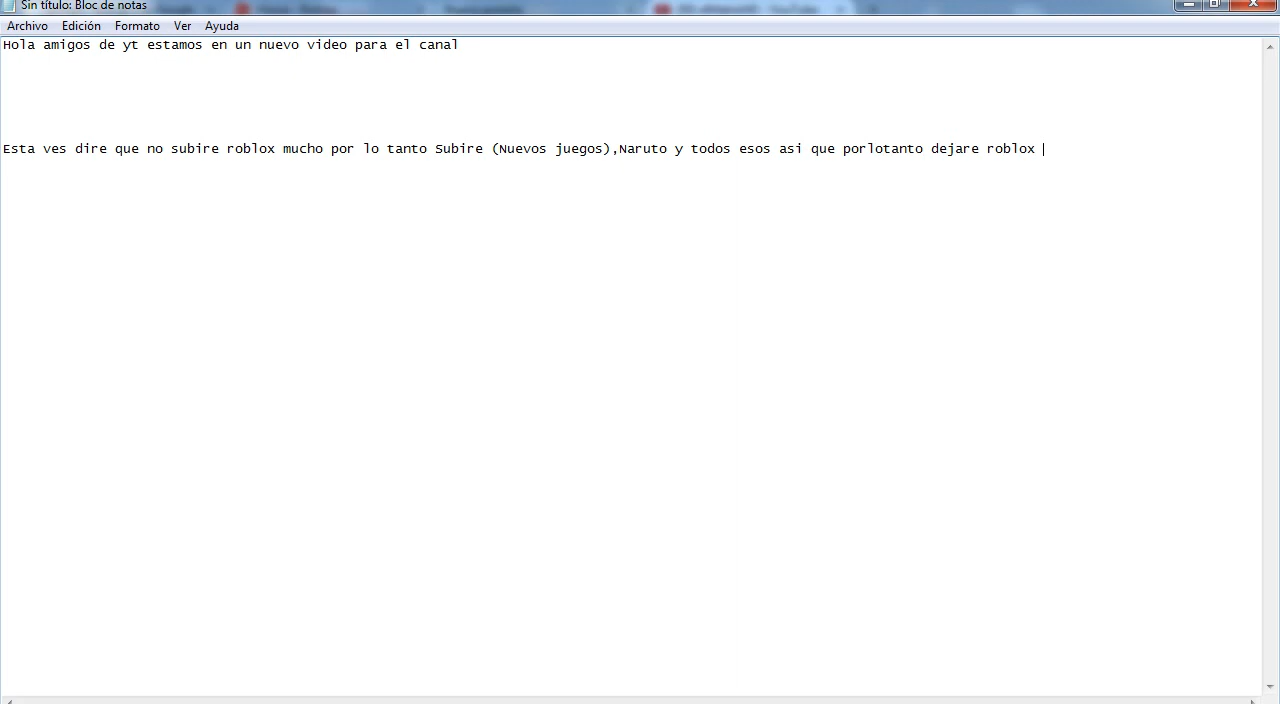 Sin título: Bloc de notas
Archivo Edición Formato Ver Ayuda
Hola amigos de yt estamos en un nuevo video para el canal
Esta ves dire que no subire roblox mucho por lo tanto Subire (Nuevos juegos),Naruto y todos esos asi que porlotanto dejare roblox